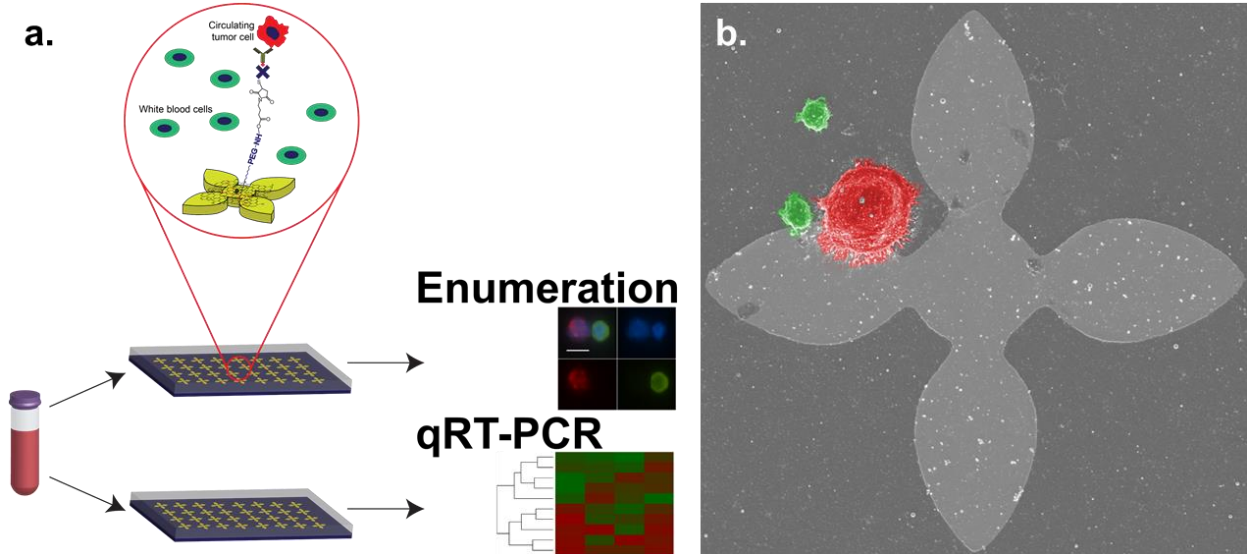 a.
Circulating
tumor cell
White blood cells
PEG-NH
Enumeration
qRT-PCR
b.